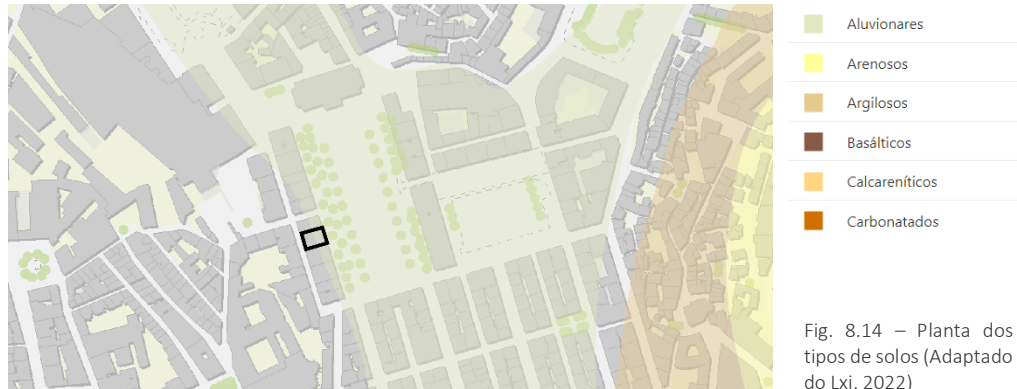 Aluvionares
Arenosos
Argilosos
Basálticos
Calcareníticos
Carbonatados
Fig. 8.14 – Planta dos
tipos de solos (Adaptado
do Lxi. 2022)